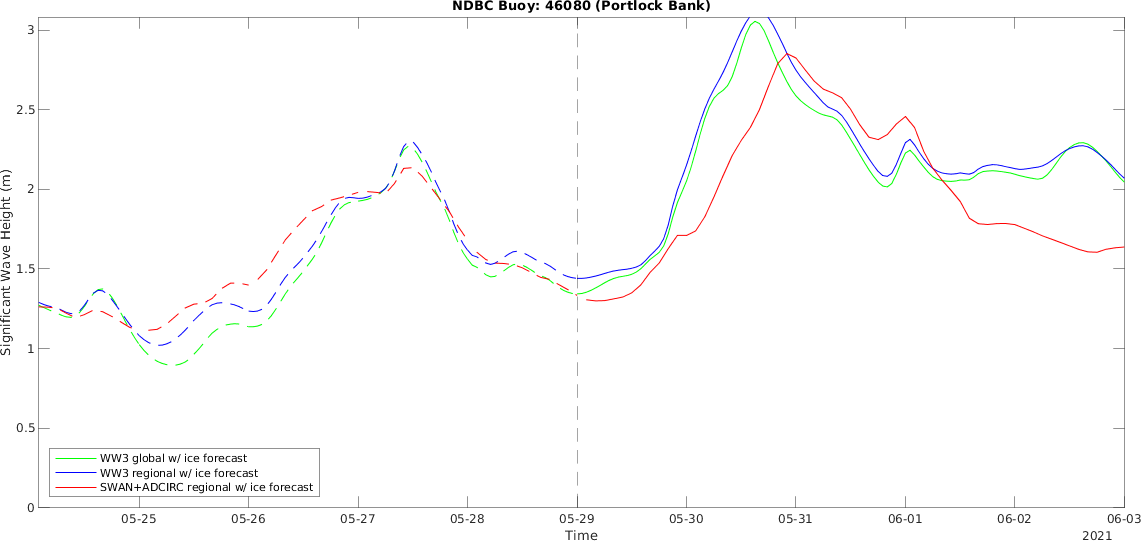 NDBC Buoy: 46080 (Portlock Bank)
3
2.5
2
1.5
1
0.5
0
Significant Wave Height (m)
WW3 global w/ ice forecast
WW3 regional w/ ice forecast
SWAN+ADCIRC regional w/ ice forecast
05-25 05-26 05-27 05-28 05-29 05-30 05-31 06-01 06-02 06-03
Time
2021